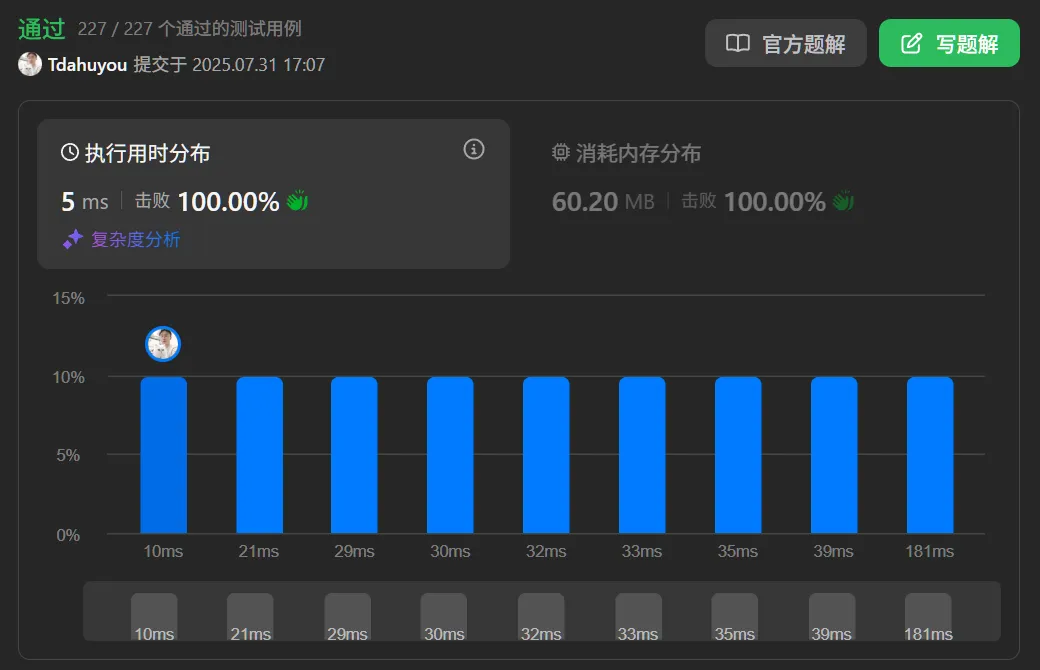 通过 227 / 227 个通过的测试用例
官方题解
写题解
Tdahuyou 提交于 2025.07.31 17:07
执行用时分布
消耗内存分布
5 ms | 击败 100.00%
60.20 MB | 击败 100.00%
复杂度分析
15%
10%
5%
0%
10ms 21ms 29ms 30ms 32ms 33ms 35ms 39ms 181ms
10ms 21ms 29ms 30ms 32ms 33ms 35ms 39ms 181ms